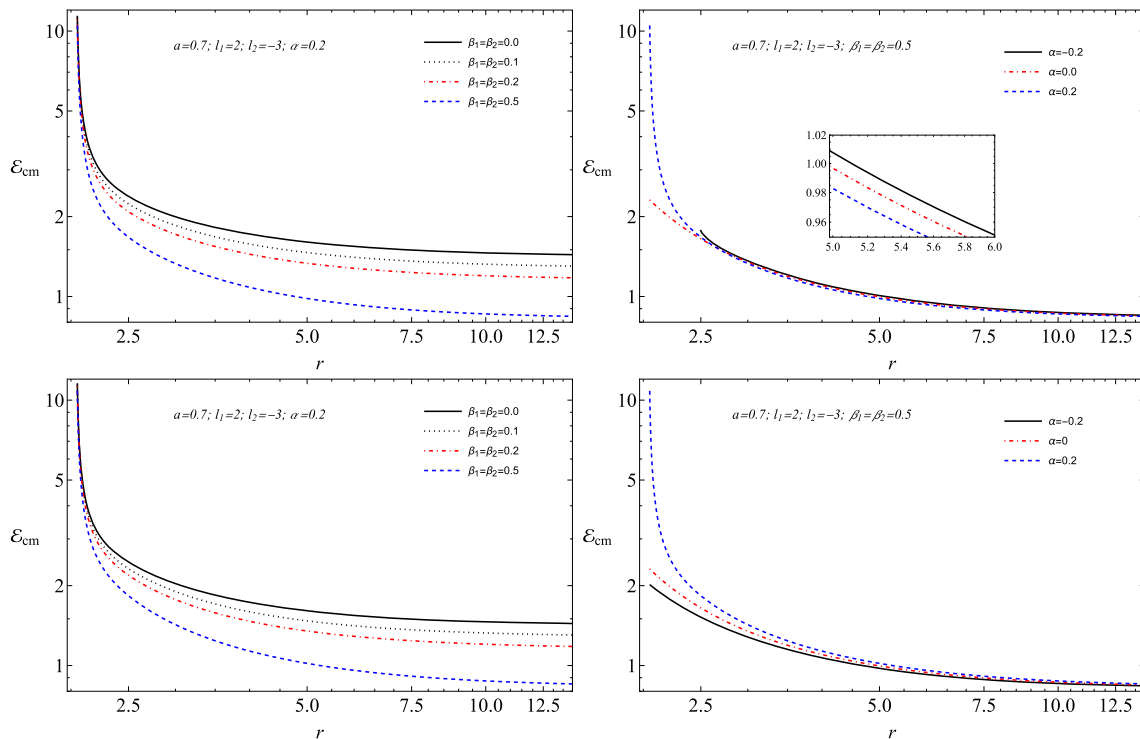 a=0.7; l₁=2; l₂=−3; α=0.2
β₁=β₂=0.0
β₁=β₂=0.1
β₁=β₂=0.2
β₁=β₂=0.5
10
5
2
1
ℰcm
2.5 5.0 7.5 10.0 12.5
r
a=0.7; l₁=2; l₂=−3; β₁=β₂=0.5
α=−0.2
α=0.0
α=0.2
10
5
2
1
ℰcm
1.02
1.00
0.98
0.96
5.0 5.2 5.4 5.6 5.8 6.0
2.5 5.0 7.5 10.0 12.5
r
a=0.7; l₁=2; l₂=−3; α=0.2
β₁=β₂=0.0
β₁=β₂=0.1
β₁=β₂=0.2
β₁=β₂=0.5
10
5
2
1
ℰcm
2.5 5.0 7.5 10.0 12.5
r
a=0.7; l₁=2; l₂=−3; β₁=β₂=0.5
α=−0.2
α=0
α=0.2
10
5
2
1
ℰcm
2.5 5.0 7.5 10.0 12.5
r